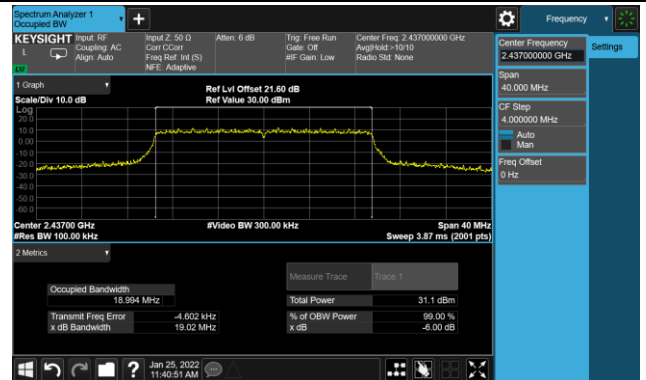 Spectrum Analyzer 1
Occupied BW
Frequency
KEYSIGHT
Input: RF
Coupling: AC
Align: Auto
Input Z: 50 Ω
Corr CCorr
Freq Ref: Int (S)
NFE: Adaptive
Atten: 6 dB
Trig: Free Run
Gate: Off
#IF Gain: Low
Center Freq: 2.437000000 GHz
Avg|Hold:>10/10
Radio Std: None
L
Center Frequency
2.437000000 GHz
Settings
Span
40.000 MHz
CF Step
4.000000 MHz
Auto
Man
Freq Offset
0 Hz
1 Graph
Scale/Div 10.0 dB
Ref Lvl Offset 21.60 dB
Ref Value 30.00 dBm
Log
20.0
10.0
0.00
-10.0
-20.0
-30.0
-40.0
-50.0
-60.0
Center 2.43700 GHz
#Res BW 100.00 kHz
#Video BW 300.00 kHz
Span 40 MHz
Sweep 3.87 ms (2001 pts)
2 Metrics
Measure Trace
Trace 1
Occupied Bandwidth
18.994 MHz
Total Power
31.1 dBm
Transmit Freq Error
-4.602 kHz
% of OBW Power
99.00 %
x dB Bandwidth
19.02 MHz
x dB
-6.00 dB
Jan 25, 2022
11:40:51 AM